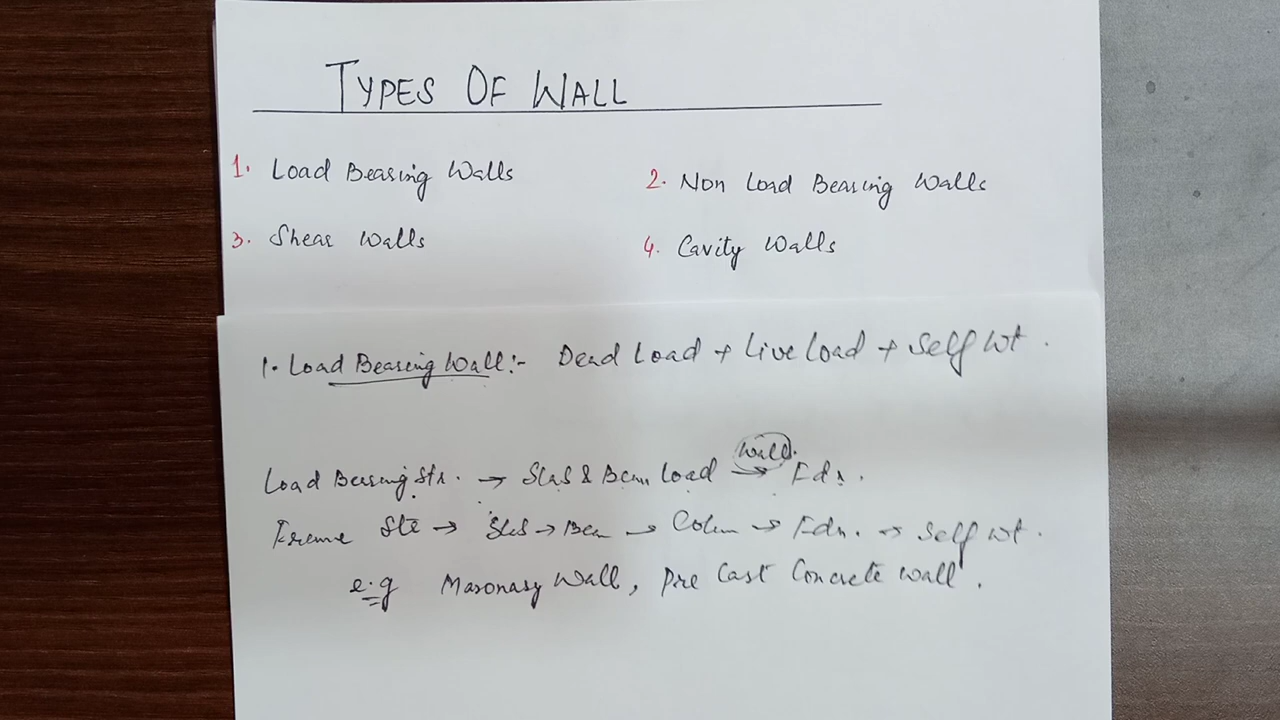 TYPES OF WALL
1. Load Bearing Walls
2. Non Load Bearing Walls
3. Shear Walls
4. Cavity Walls
1. Load Bearing Wall:- Dead Load + Live Load + Self Wt.
Wall.
Load Bearing Str. → Slab & Beam Load → Fdn.
Frame Str → Slab → Beam → Colum → Fdn. → Self wt.
e.g Masonary Wall, Pre Cast Concrete wall.